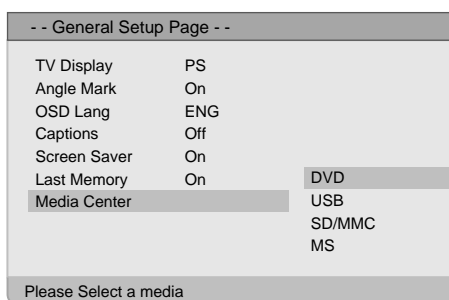 - - General Setup Page - -
TV Display PS
Angle Mark On
OSD Lang ENG
Captions Off
Screen Saver On
Last Memory On DVD
Media Center USB
SD/MMC
MS
Please Select a media